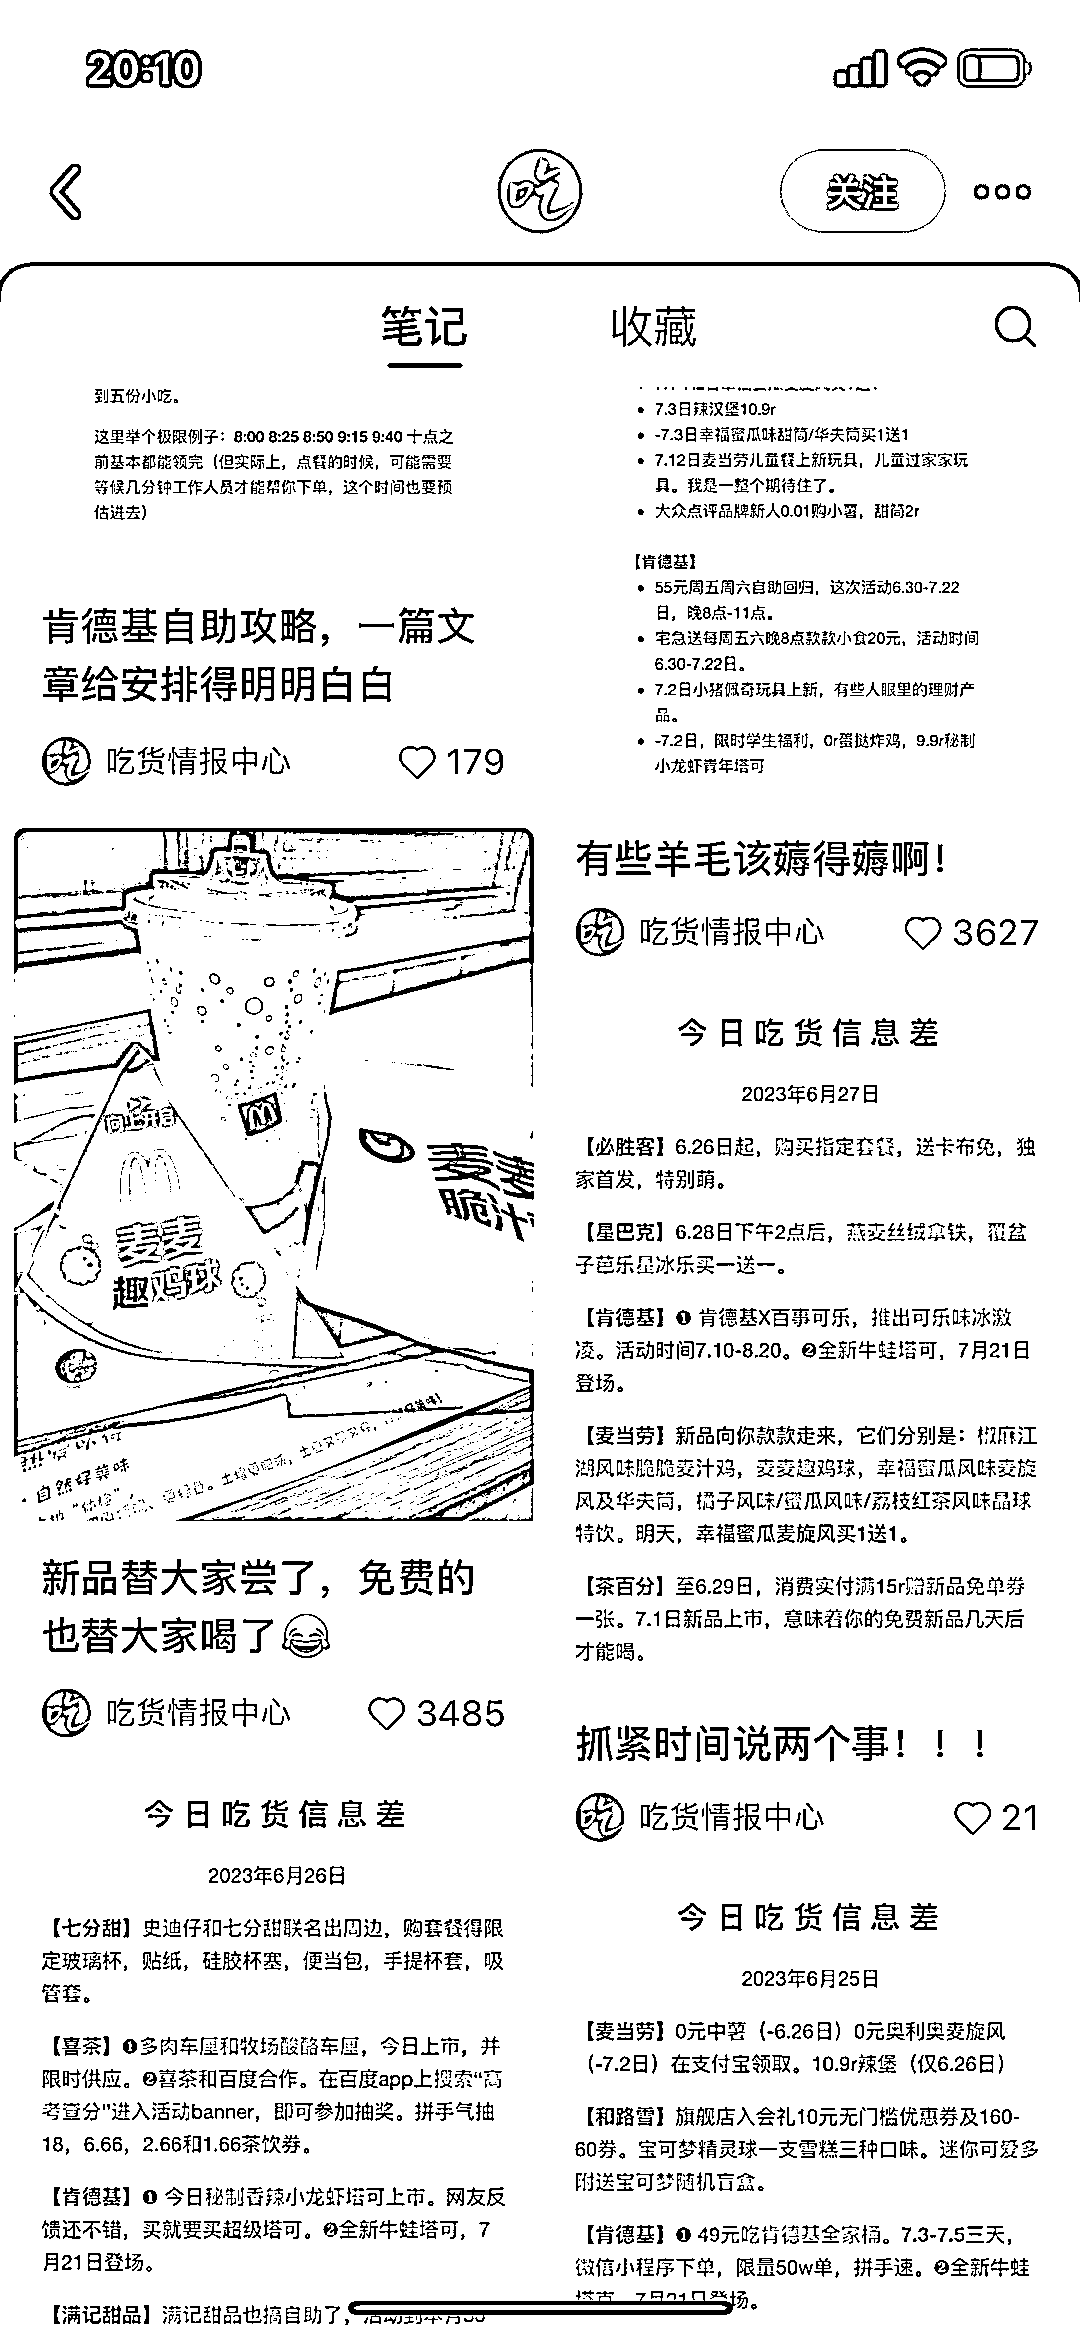 20:10
吃
关注
笔记
收藏
到五份小吃。
这里举个极限例子：8:00 8:25 8:50 9:15 9:40 十点之
前基本都能领完（但实际上，点餐的时候，可能需要
等候几分钟工作人员才能帮你下单，这个时间也要预
估进去）
肯德基自助攻略，一篇文
章给安排得明明白白
吃货情报中心
179
向上开启
麦麦
趣鸡球
麦麦
脆汁
·自然好美味
新品替大家尝了，免费的
也替大家喝了😂
吃货情报中心
3485
今日吃货信息差
2023年6月26日
【七分甜】史迪仔和七分甜联名出周边，购套餐得限
定玻璃杯，贴纸，硅胶杯塞，便当包，手提杯套，吸
管套。
【喜茶】❶多肉车厘和牧场酸酪车厘，今日上市，并
限时供应。❷喜茶和百度合作。在百度app上搜索“高
考查分”进入活动banner，即可参加抽奖。拼手气抽
18，6.66，2.66和1.66茶饮券。
【肯德基】❶ 今日秘制香辣小龙虾塔可上市。网友反
馈还不错，买就要买超级塔可。❷全新牛蛙塔可，7
月21日登场。
【满记甜品】满记甜品也搞自助了，活动到本月
7.3日辣汉堡10.9r
-7.3日幸福蜜瓜味甜筒/华夫筒买1送1
7.12日麦当劳儿童餐上新玩具，儿童过家家玩
具。我是一整个期待住了。
大众点评品牌新人0.01购小薯，甜筒2r
【肯德基】
55元周五周六自助回归，这次活动6.30-7.22
日，晚8点-11点。
宅急送每周五六晚8点款款小食20元，活动时间
6.30-7.22日。
7.2日小猪佩奇玩具上新，有些人眼里的理财产
品。
-7.2日，限时学生福利，0r蛋挞炸鸡，9.9r秘制
小龙虾青年塔可
有些羊毛该薅得薅啊！
吃货情报中心
3627
今日吃货信息差
2023年6月27日
【必胜客】6.26日起，购买指定套餐，送卡布兔，独
家首发，特别萌。
【星巴克】6.28日下午2点后，燕麦丝绒拿铁，覆盆
子芭乐星冰乐买一送一。
【肯德基】❶ 肯德基X百事可乐，推出可乐味冰激
凌。活动时间7.10-8.20。❷全新牛蛙塔可，7月21日
登场。
【麦当劳】新品向你款款走来，它们分别是：椒麻江
湖风味脆脆麦汁鸡，麦麦趣鸡球，幸福蜜瓜风味麦旋
风及华夫筒，橘子风味/蜜瓜风味/荔枝红茶风味晶球
特饮。明天，幸福蜜瓜麦旋风买1送1。
【茶百分】至6.29日，消费实付满15r赠新品免单券
一张。7.1日新品上市，意味着你的免费新品几天后
才能喝。
抓紧时间说两个事！！！
吃货情报中心
21
今日吃货信息差
2023年6月25日
【麦当劳】0元中薯（-6.26日）0元奥利奥麦旋风
（-7.2日）在支付宝领取。10.9r辣堡（仅6.26日）
【和路雪】旗舰店入会礼10元无门槛优惠券及160-
60券。宝可梦精灵球一支雪糕三种口味。迷你可爱多
附送宝可梦随机盲盒。
【肯德基】❶ 49元吃肯德基全家桶。7.3-7.5三天，
微信小程序下单，限量50w单，拼手速。❷全新牛蛙
塔可，7月21日登场。